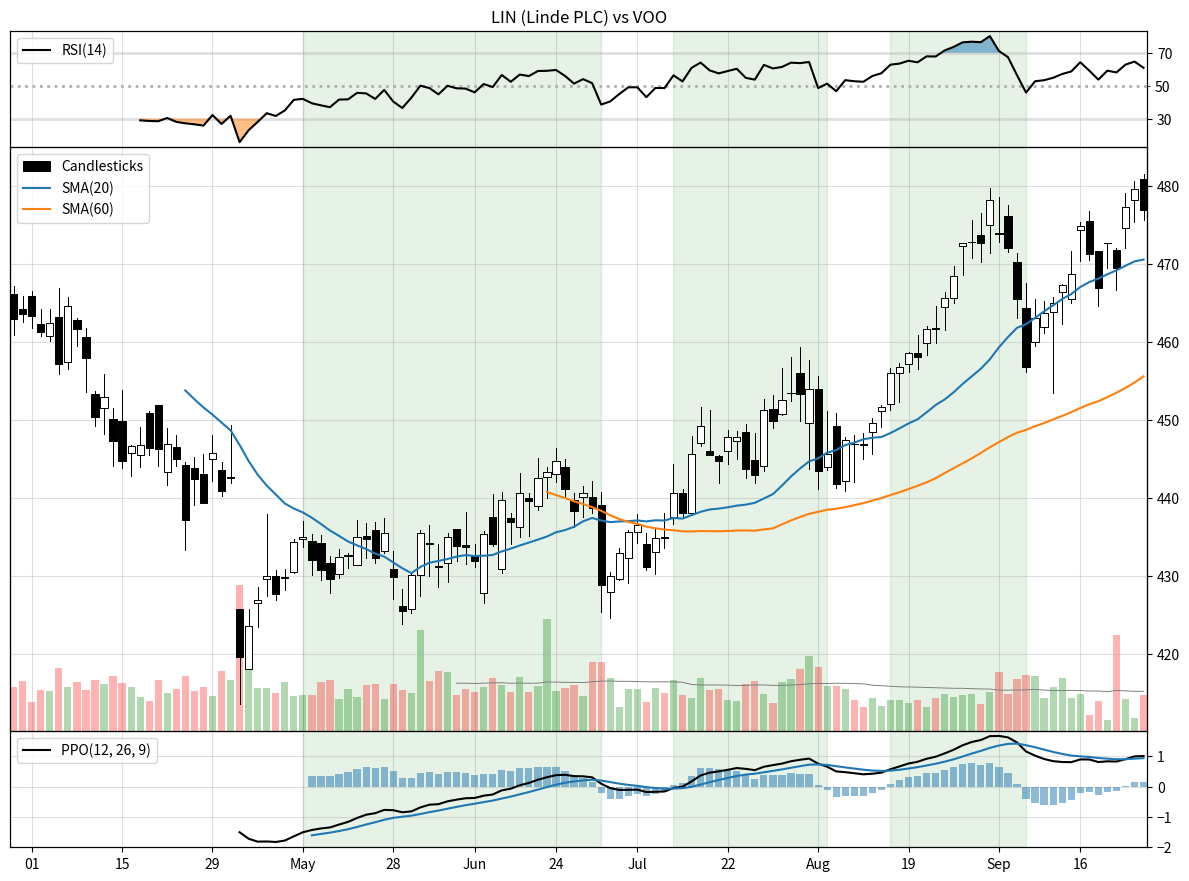 LIN (Linde PLC) vs VOO
RSI(14)
70
50
30
Candlesticks
SMA(20)
SMA(60)
480
470
460
450
440
430
420
PPO(12, 26, 9)
1
0
−1
−2
01 15 29 May 28 Jun 24 Jul 22 Aug 19 Sep 16